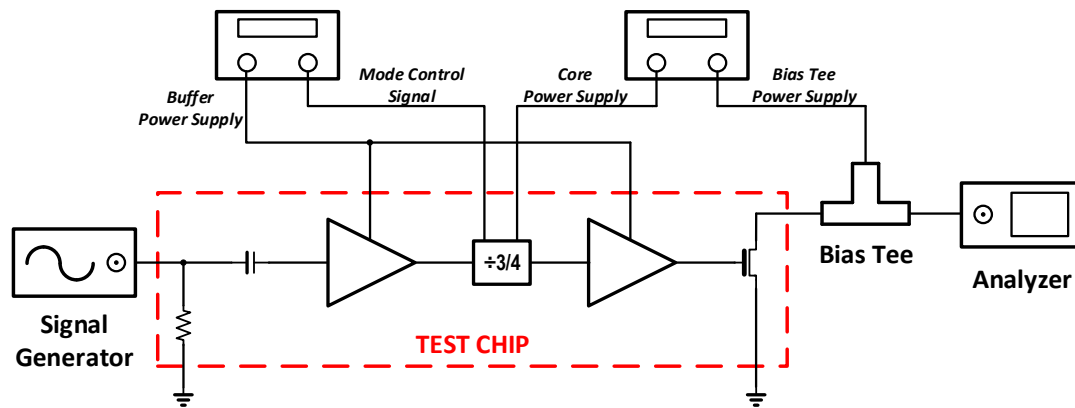 Buffer
Power Supply
Mode Control
Signal
Core
Power Supply
Bias Tee
Power Supply
Signal
Generator
÷3/4
TEST CHIP
Bias Tee
Analyzer